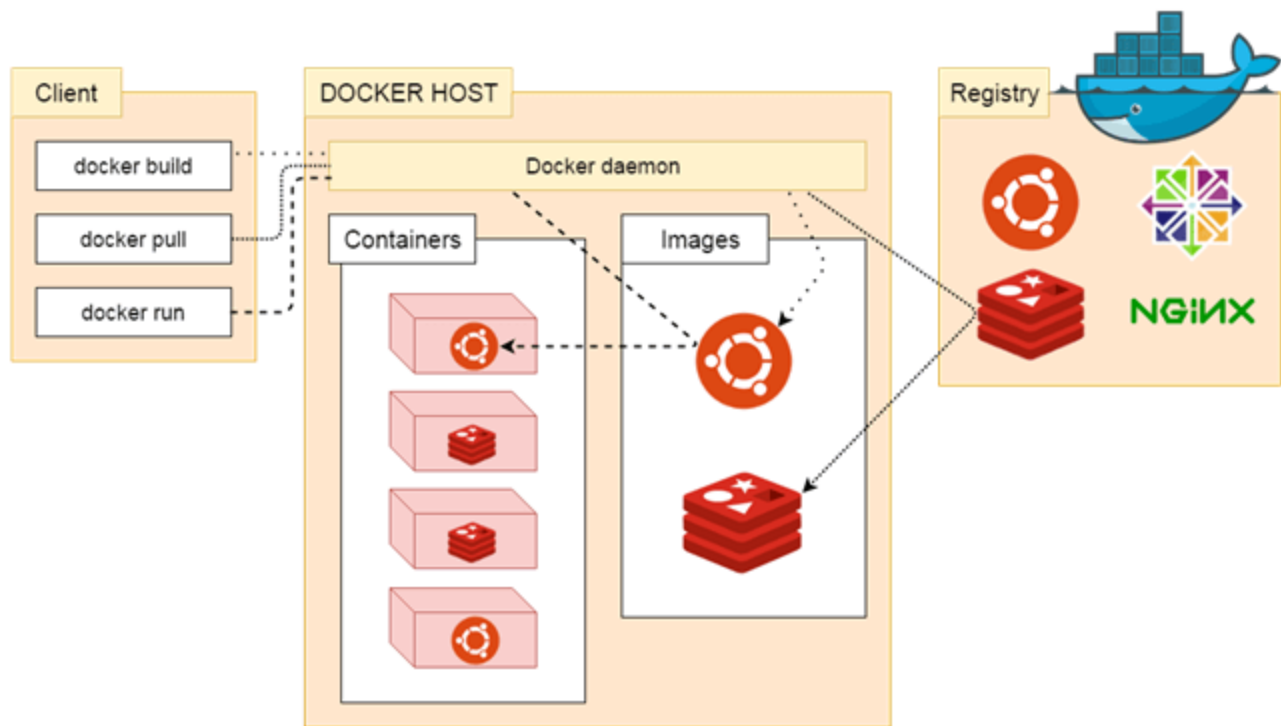 Client
DOCKER HOST
Registry
docker build
Docker daemon
docker pull
Containers
Images
docker run
NGiNX